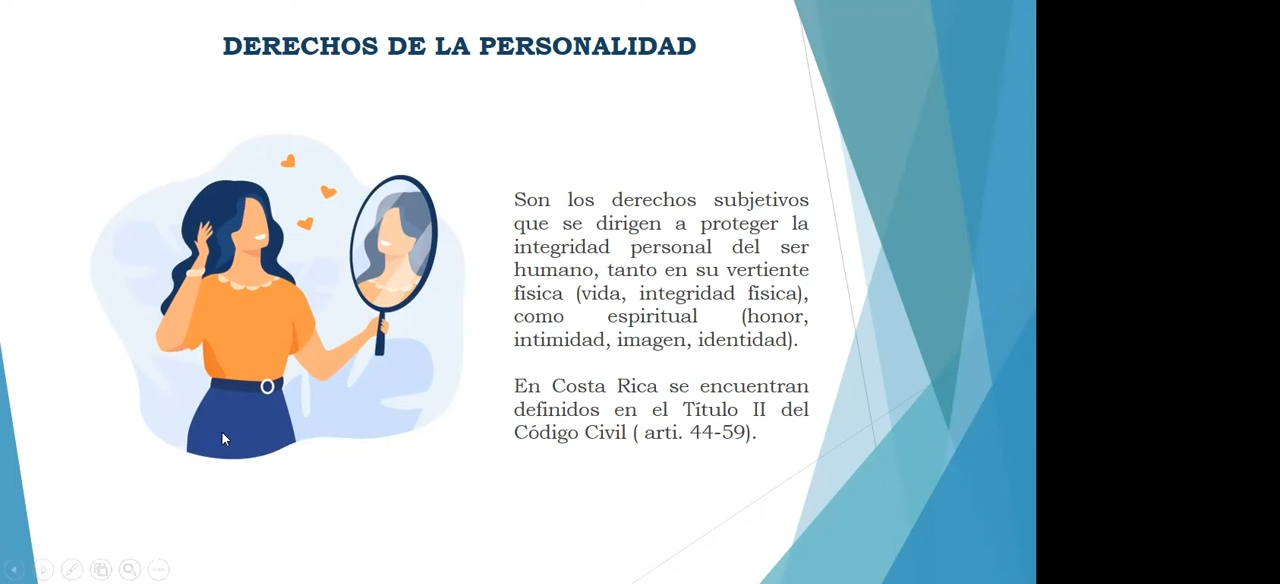 DERECHOS DE LA PERSONALIDAD
Son los derechos subjetivos
que se dirigen a proteger la
integridad personal del ser
humano, tanto en su vertiente
física (vida, integridad física),
como espiritual (honor,
intimidad, imagen, identidad).
En Costa Rica se encuentran
definidos en el Título II del
Código Civil ( arti. 44-59).